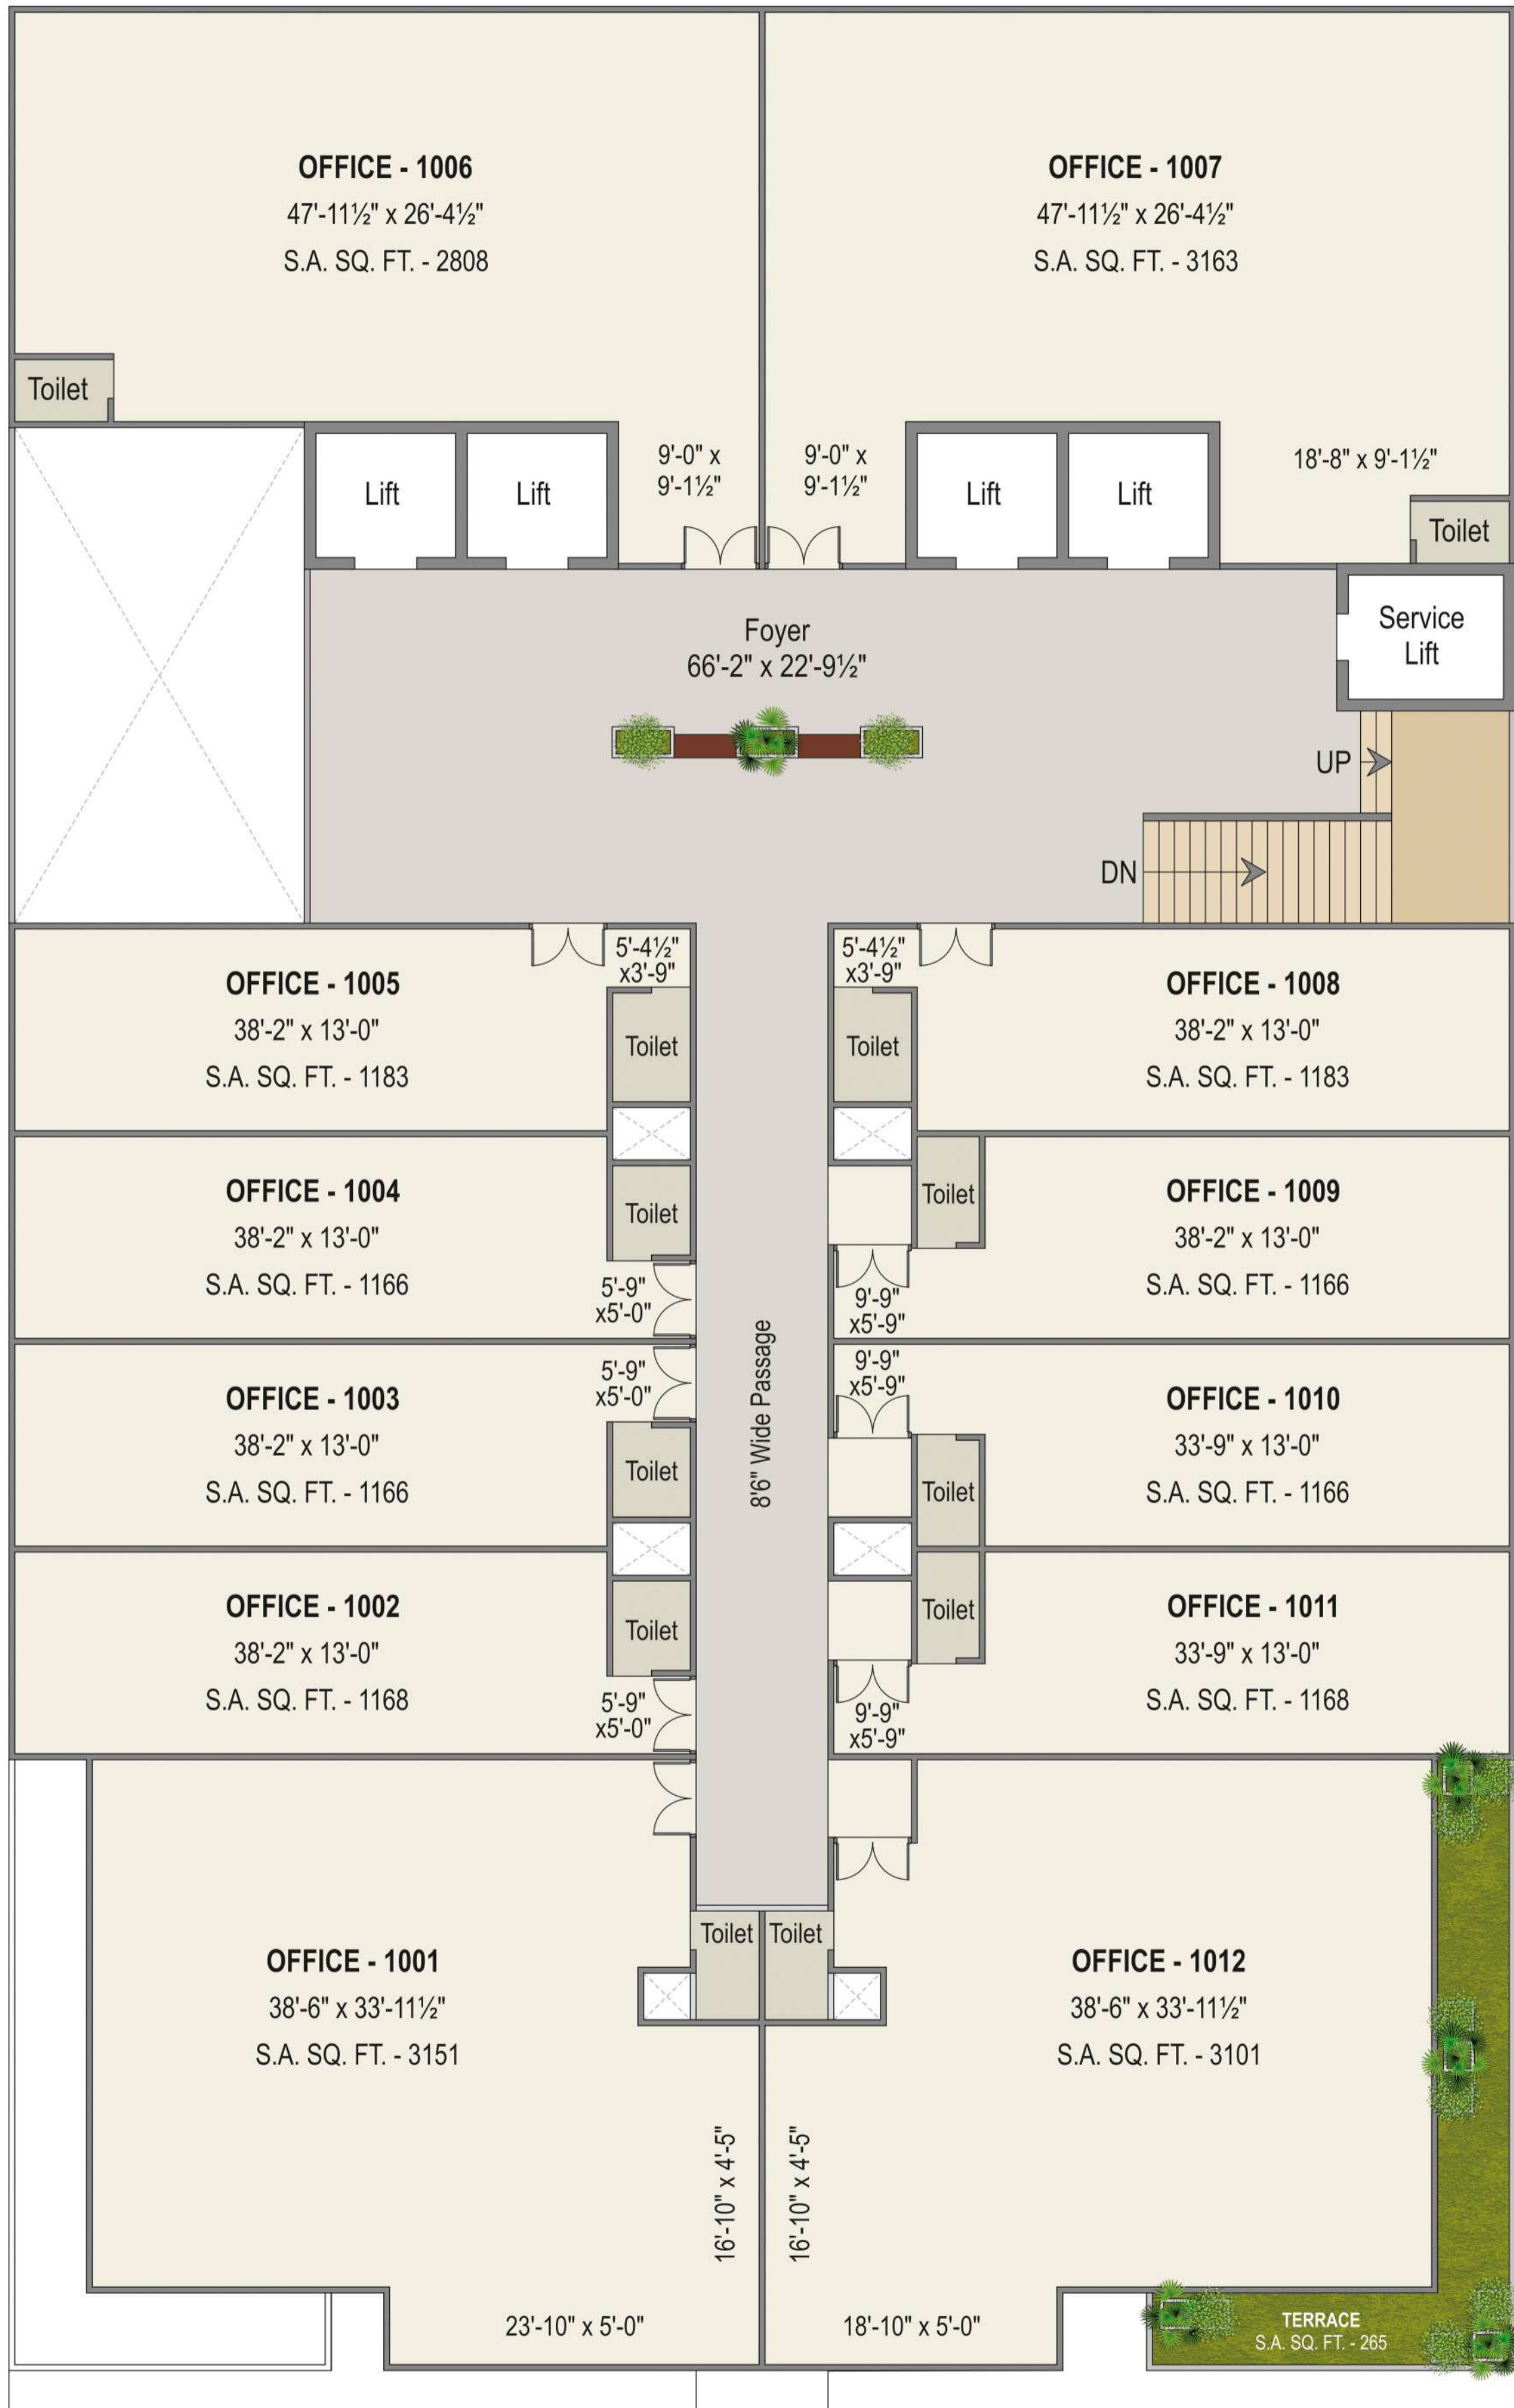 OFFICE - 1006
47'-11½" x 26'-4½"
S.A. SQ. FT. - 2808
OFFICE - 1007
47'-11½" x 26'-4½"
S.A. SQ. FT. - 3163
Toilet
Lift
Lift
9'-0" x
9'-1½"
9'-0" x
9'-1½"
Lift
Lift
18'-8" x 9'-1½"
Toilet
Foyer
66'-2" x 22'-9½"
Service
Lift
UP
DN
OFFICE - 1005
38'-2" x 13'-0"
S.A. SQ. FT. - 1183
5'-4½"
x3'-9"
Toilet
5'-4½"
x3'-9"
Toilet
OFFICE - 1008
38'-2" x 13'-0"
S.A. SQ. FT. - 1183
OFFICE - 1004
38'-2" x 13'-0"
S.A. SQ. FT. - 1166
Toilet
5'-9"
x5'-0"
Toilet
9'-9"
x5'-9"
OFFICE - 1009
38'-2" x 13'-0"
S.A. SQ. FT. - 1166
8'6" Wide Passage
OFFICE - 1003
38'-2" x 13'-0"
S.A. SQ. FT. - 1166
5'-9"
x5'-0"
Toilet
9'-9"
x5'-9"
Toilet
OFFICE - 1010
33'-9" x 13'-0"
S.A. SQ. FT. - 1166
OFFICE - 1002
38'-2" x 13'-0"
S.A. SQ. FT. - 1168
Toilet
5'-9"
x5'-0"
Toilet
9'-9"
x5'-9"
OFFICE - 1011
33'-9" x 13'-0"
S.A. SQ. FT. - 1168
Toilet
Toilet
OFFICE - 1001
38'-6" x 33'-11½"
S.A. SQ. FT. - 3151
OFFICE - 1012
38'-6" x 33'-11½"
S.A. SQ. FT. - 3101
16'-10" x 4'-5"
16'-10" x 4'-5"
23'-10" x 5'-0"
18'-10" x 5'-0"
TERRACE
S.A. SQ. FT. - 265